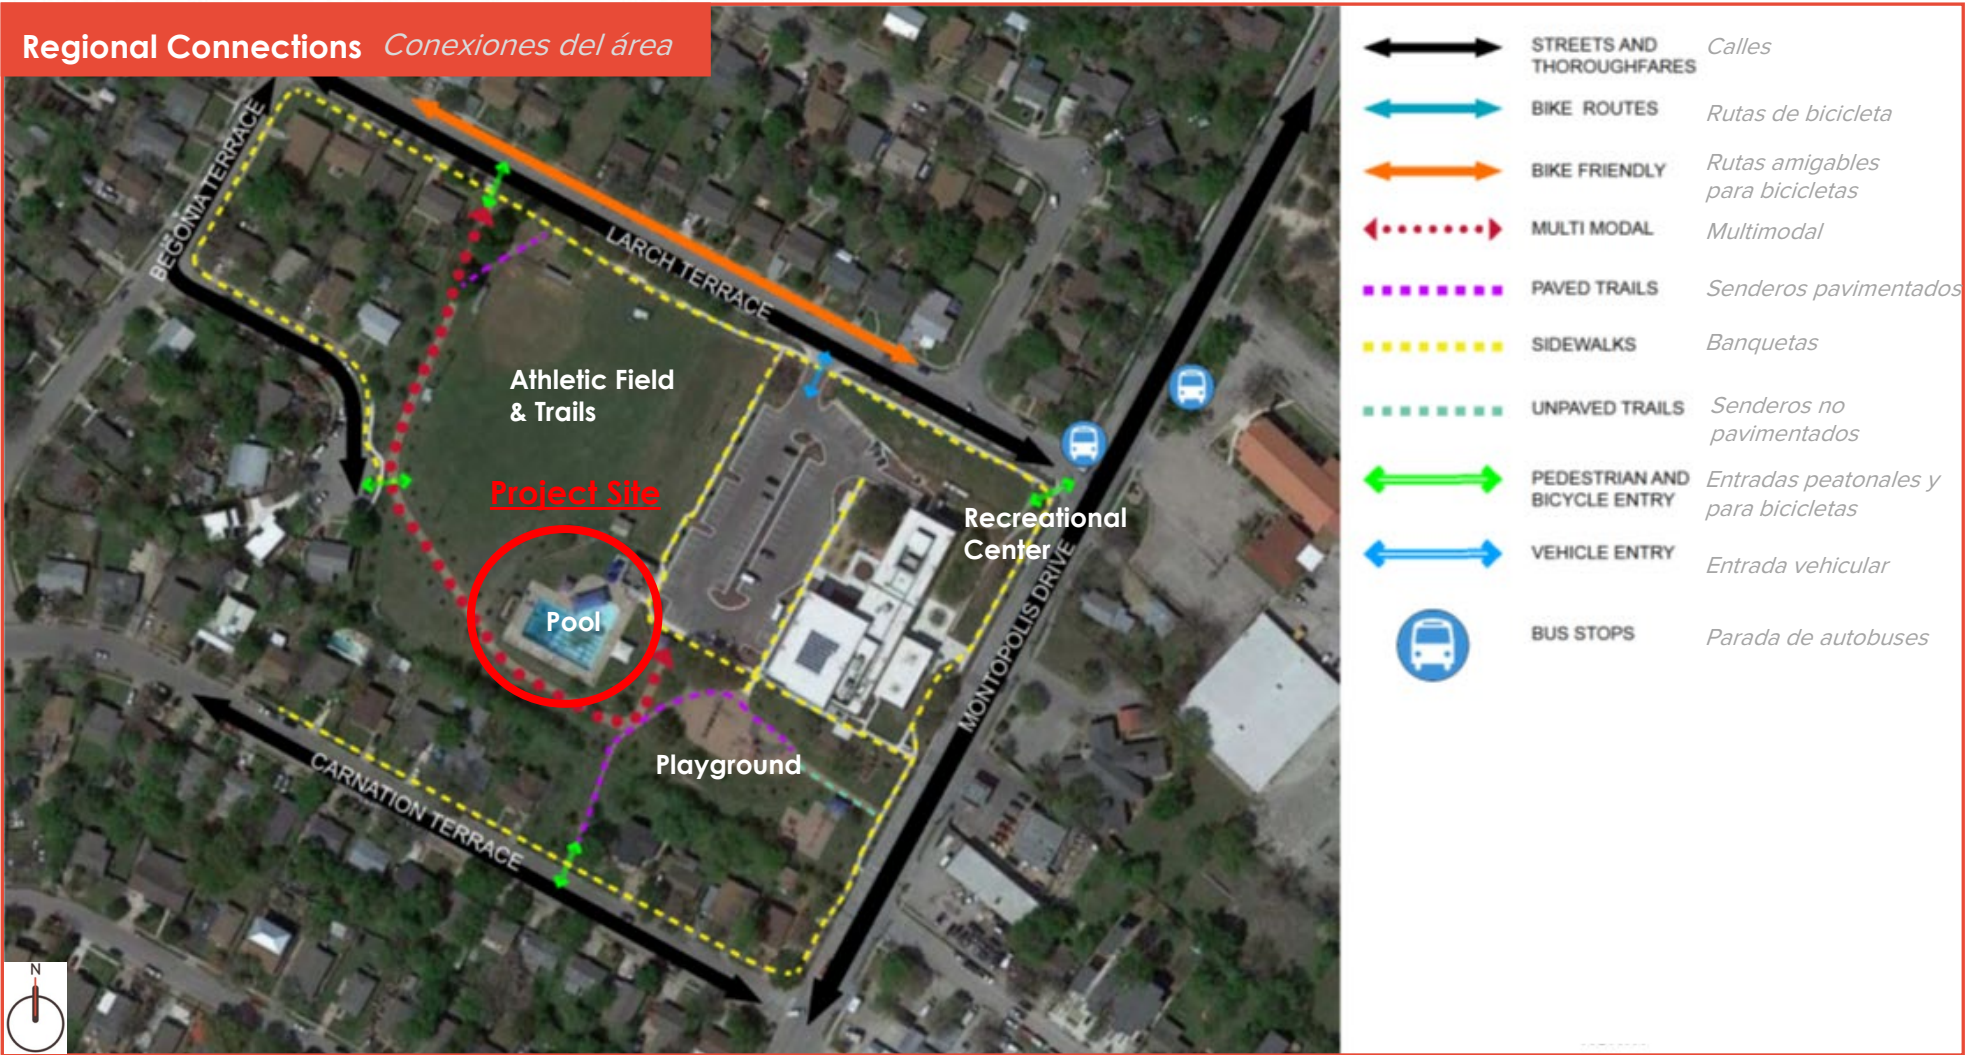 Regional Connections Conexiones del área
BEGONIA TERRACE
LARCH TERRACE
Athletic Field
& Trails
Project Site
Pool
Recreational
Center
MONTOPOLIS DRIVE
Playground
CARNATION TERRACE
N
STREETS AND
THOROUGHFARES
Calles
BIKE ROUTES
Rutas de bicicleta
BIKE FRIENDLY
Rutas amigables
para bicicletas
MULTI MODAL
Multimodal
PAVED TRAILS
Senderos pavimentados
SIDEWALKS
Banquetas
UNPAVED TRAILS
Senderos no
pavimentados
PEDESTRIAN AND
BICYCLE ENTRY
Entradas peatonales y
para bicicletas
VEHICLE ENTRY
Entrada vehicular
BUS STOPS
Parada de autobuses